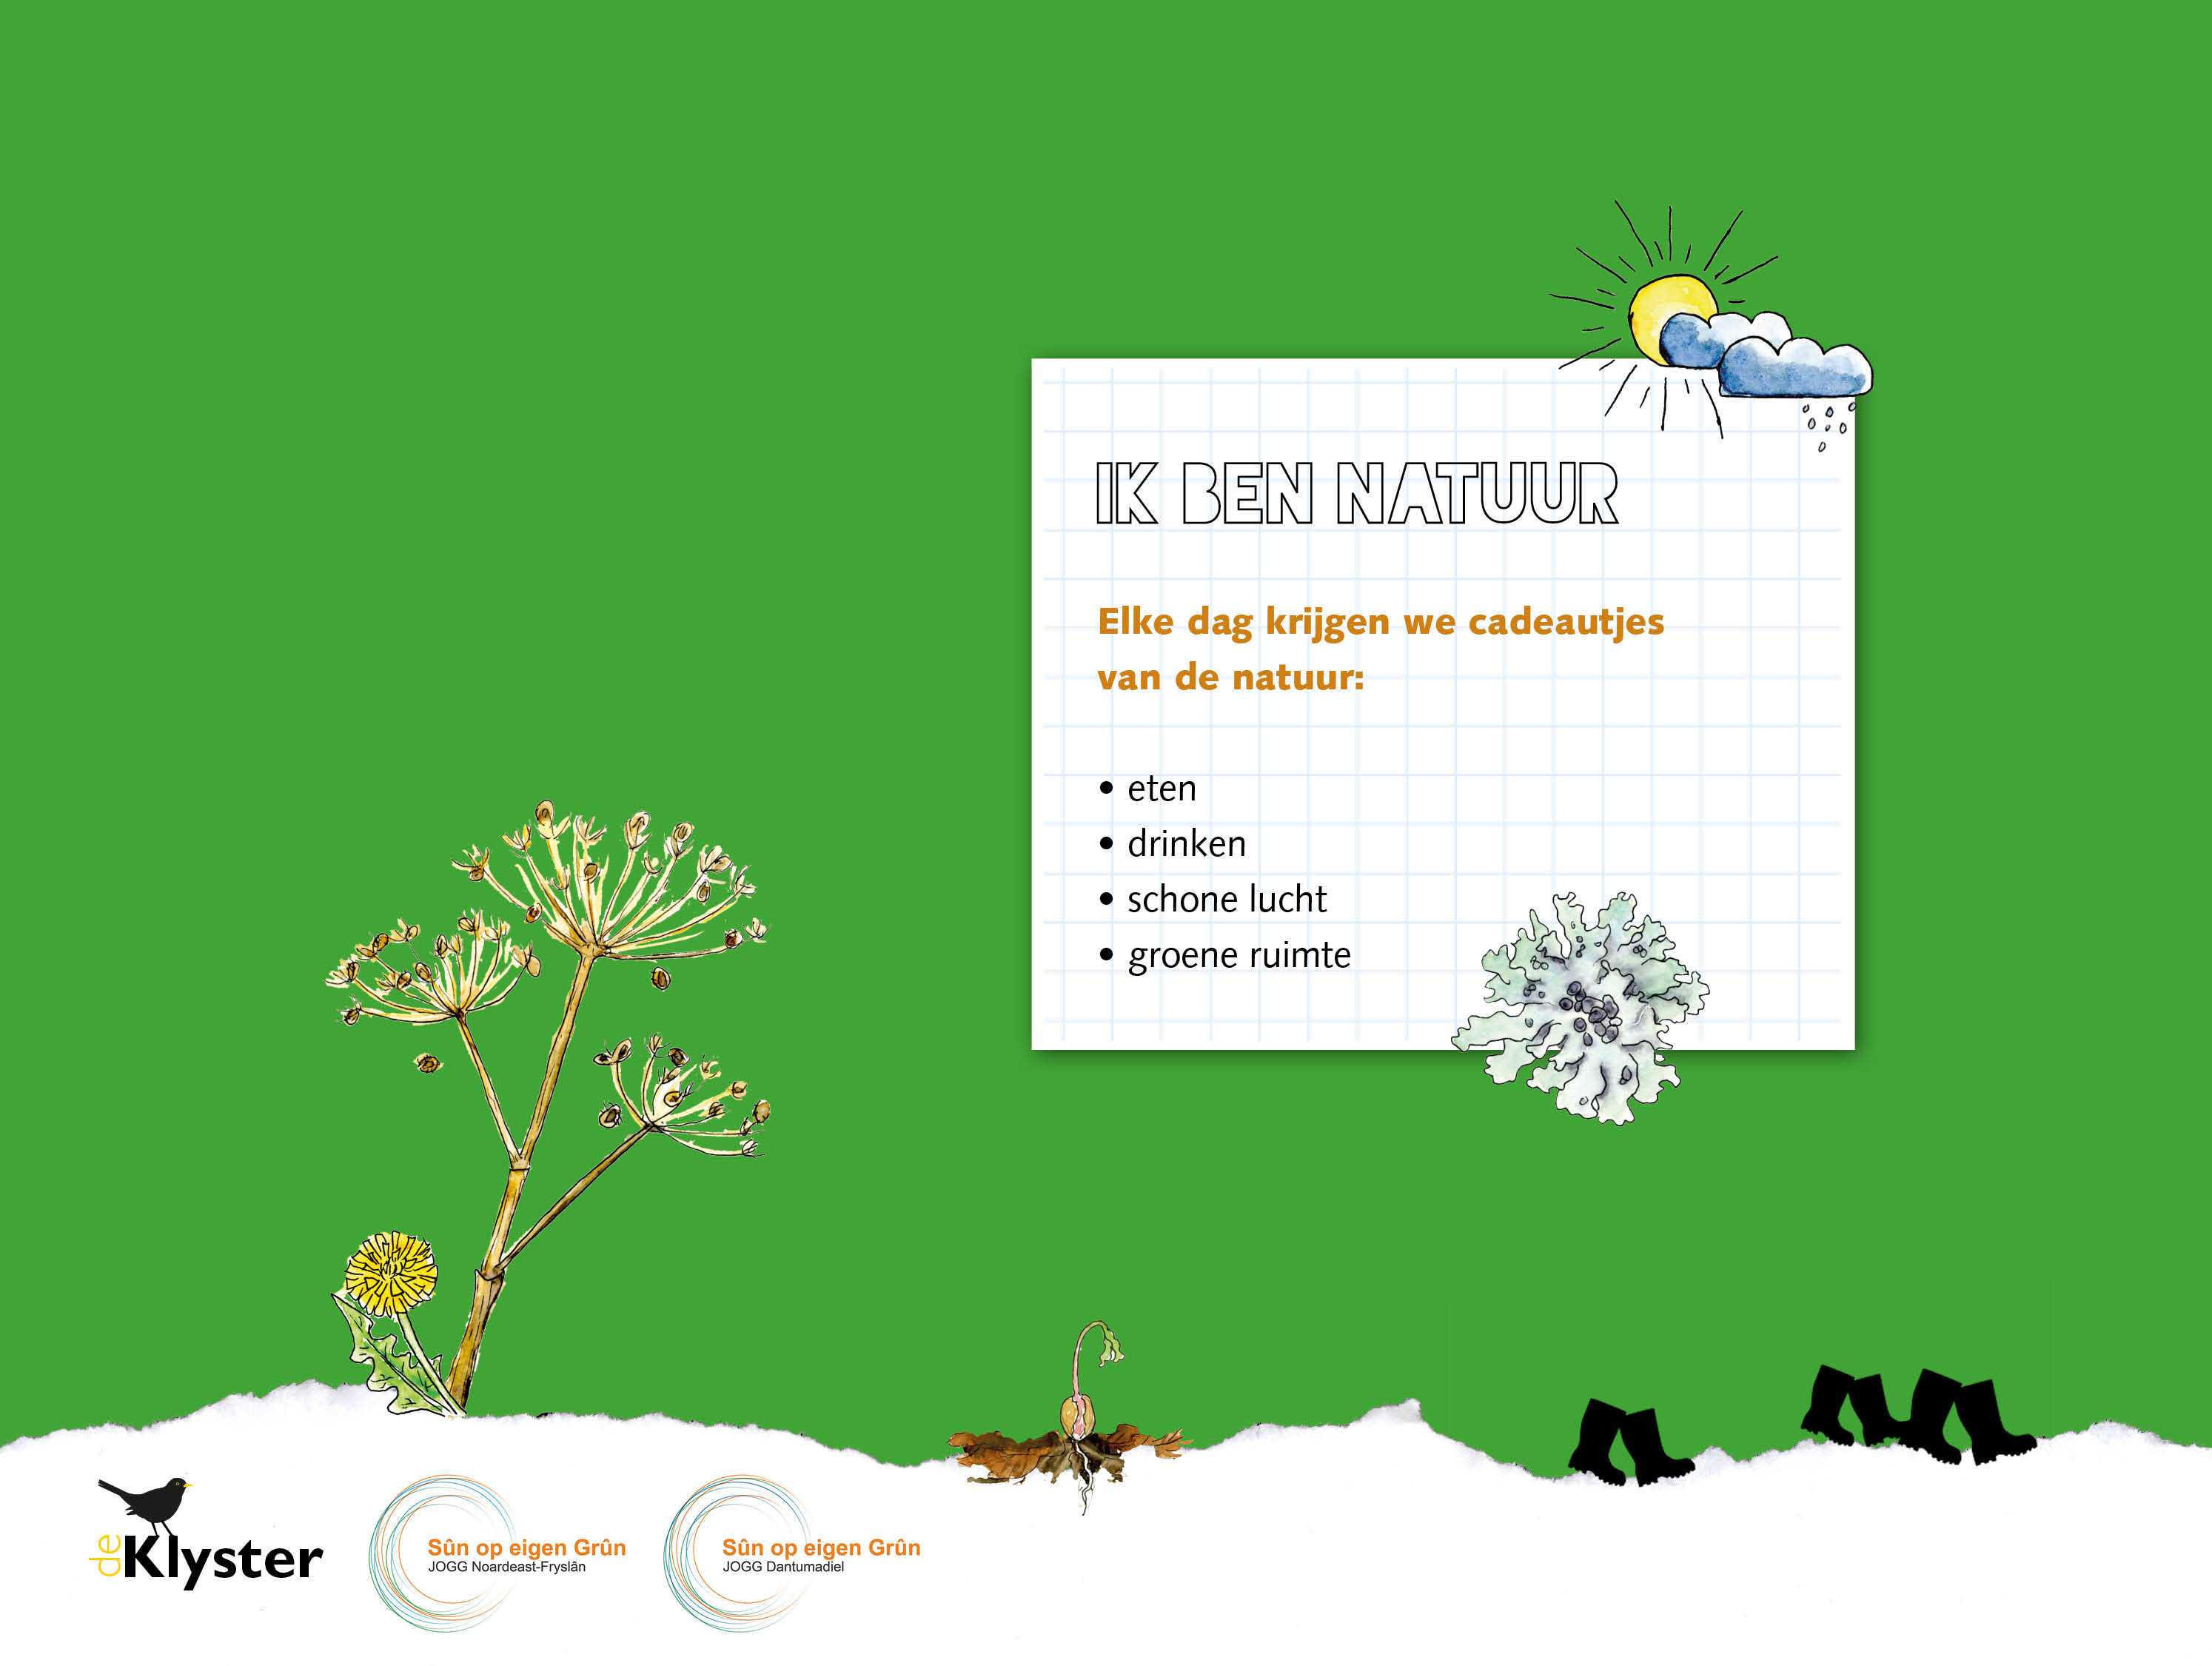 IK BEN NATUUR
Elke dag krijgen we cadeautjes
van de natuur:
• eten
• drinken
• schone lucht
• groene ruimte
de Klyster
Sûn op eigen Grûn
JOGG Noardeast-Fryslân
Sûn op eigen Grûn
JOGG Dantumadiel